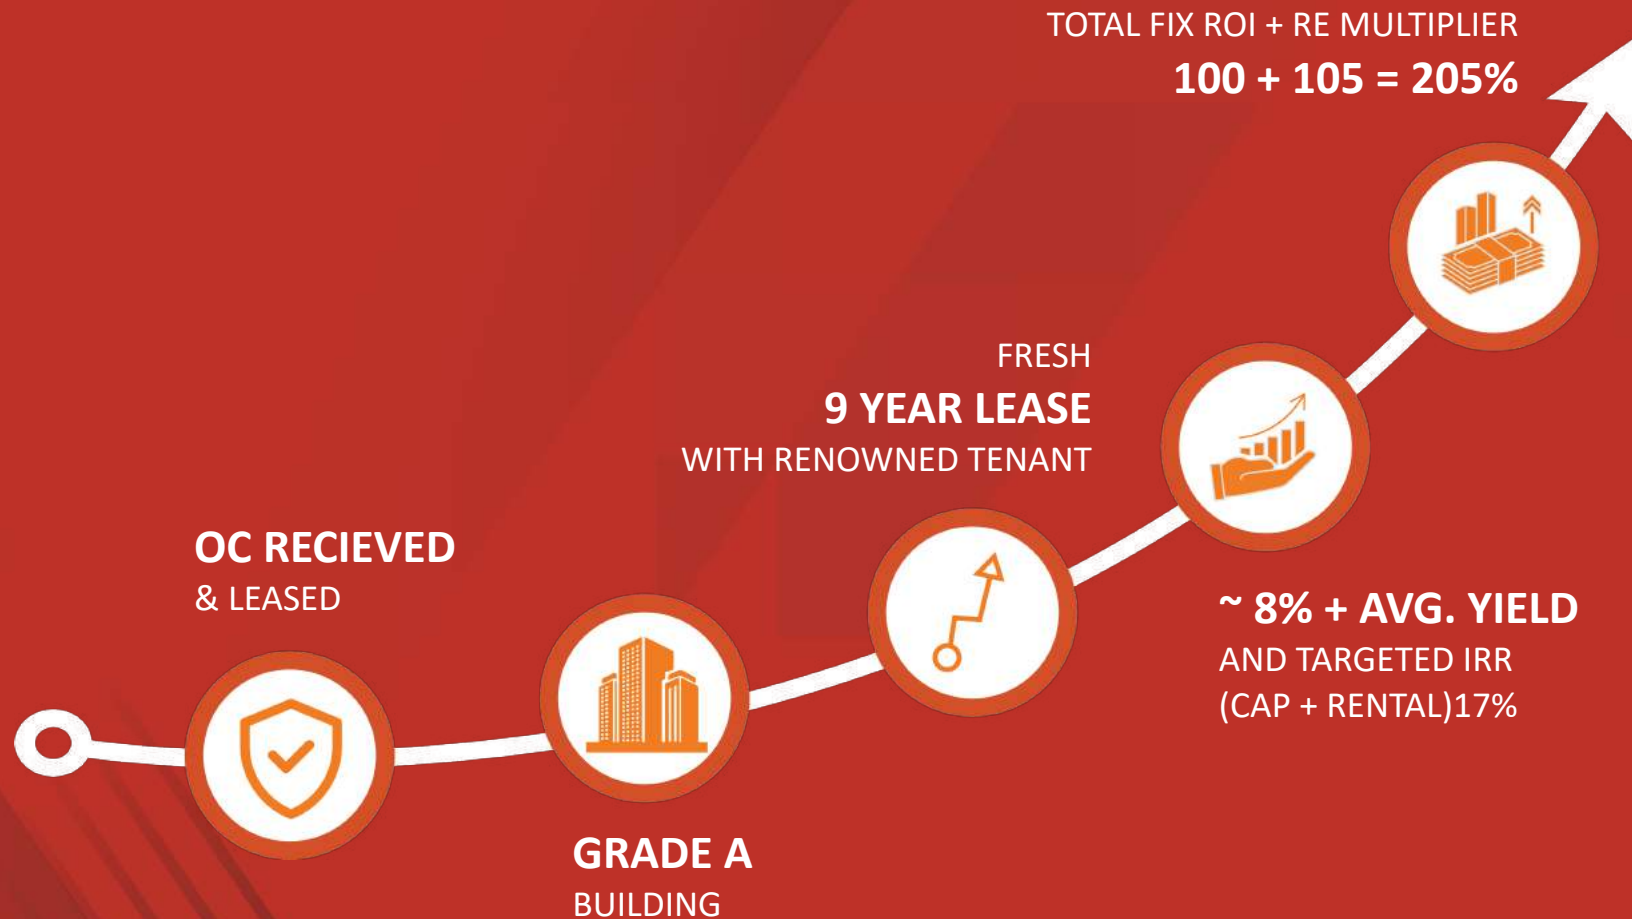 TOTAL FIX ROI + RE MULTIPLIER
100 + 105 = 205%
FRESH
9 YEAR LEASE
WITH RENOWNED TENANT
OC RECIEVED
& LEASED
~ 8% + AVG. YIELD
AND TARGETED IRR
(CAP + RENTAL)17%
GRADE A
BUILDING